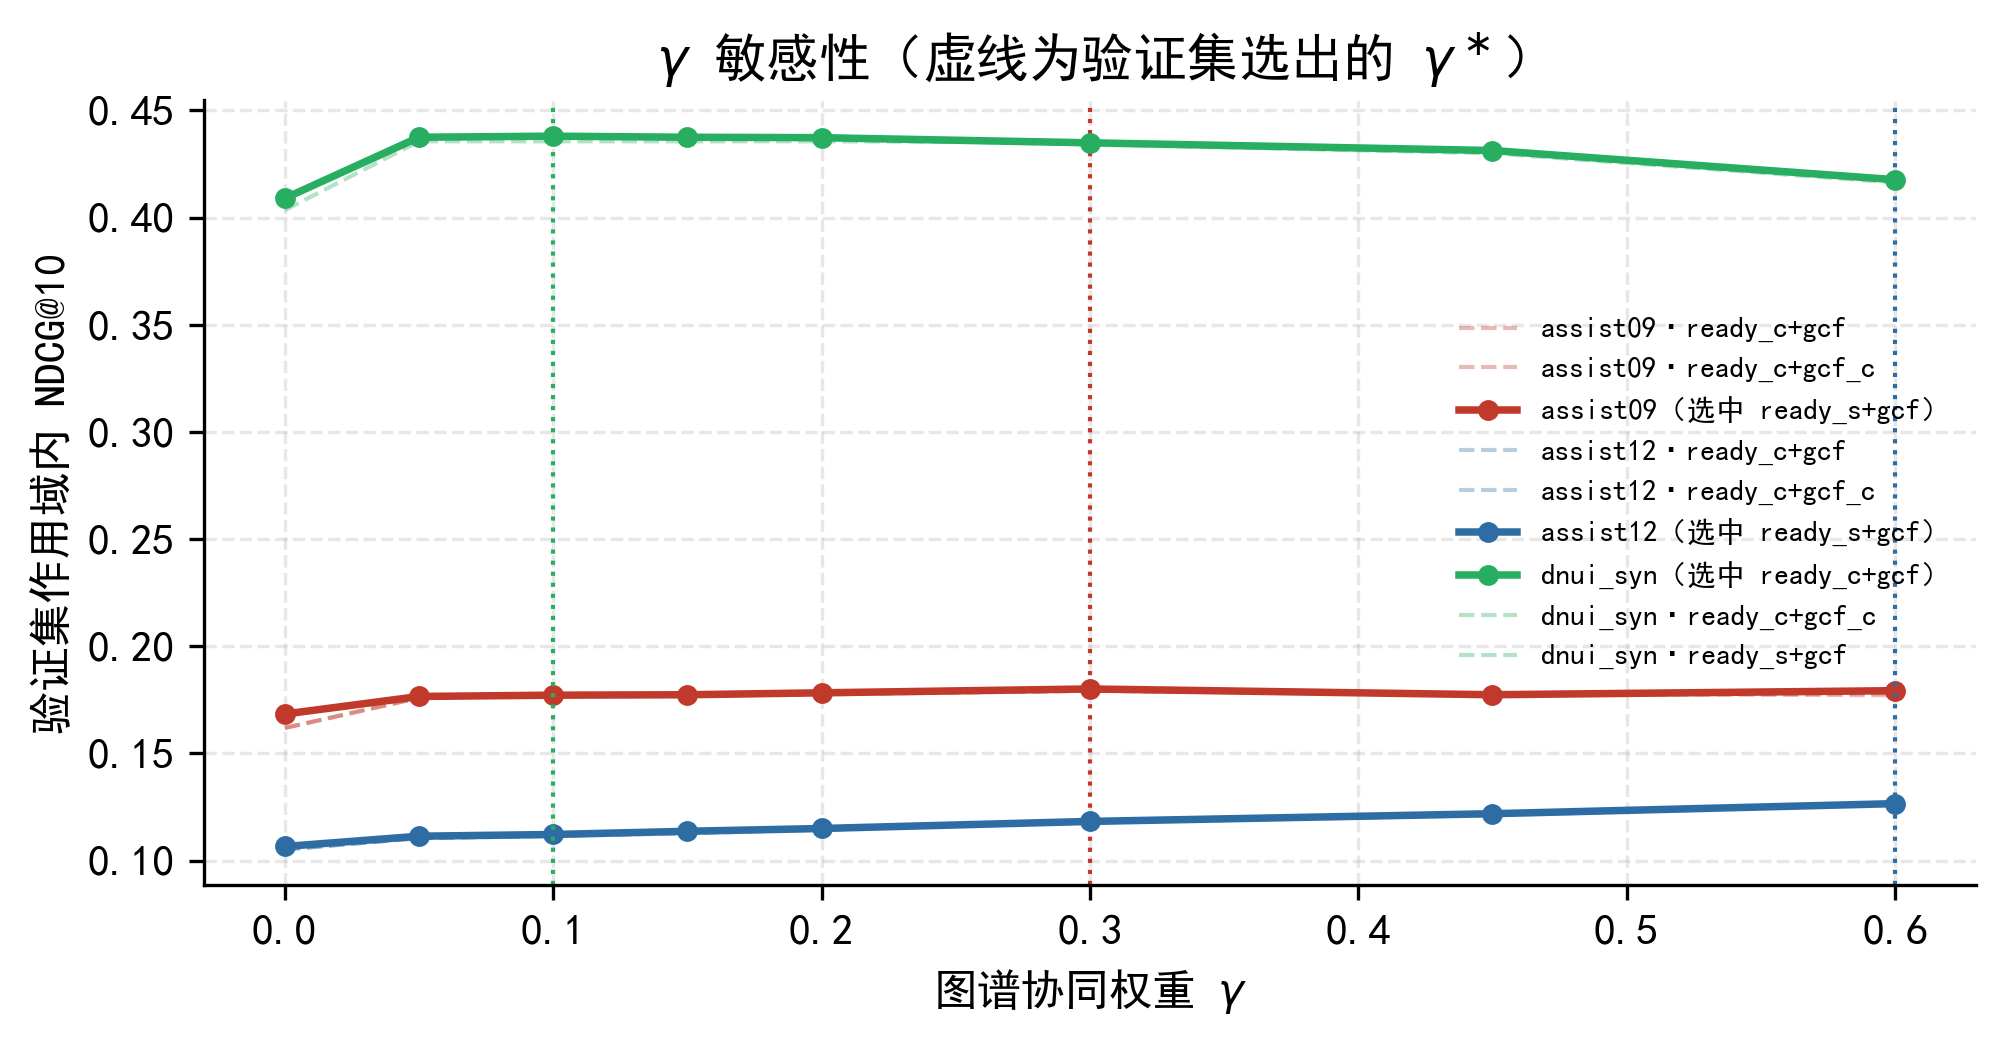 γ 敏感性（虚线为验证集选出的 γ*）
验证集作用域内 NDCG@10
0.45
0.40
0.35
0.30
0.25
0.20
0.15
0.10
assist09·ready_c+gcf
assist09·ready_c+gcf_c
assist09（选中 ready_s+gcf）
assist12·ready_c+gcf
assist12·ready_c+gcf_c
assist12（选中 ready_s+gcf）
dnui_syn（选中 ready_c+gcf）
dnui_syn·ready_c+gcf_c
dnui_syn·ready_s+gcf
0.0 0.1 0.2 0.3 0.4 0.5 0.6
图谱协同权重 γ